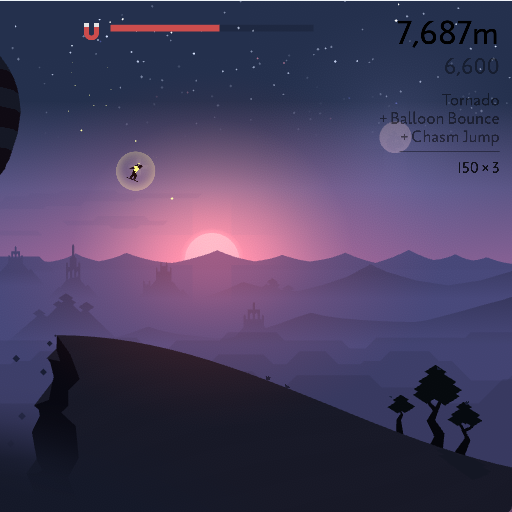 7,687m
6,600
Tornado
+ Balloon Bounce
+ Chasm Jump
150 × 3